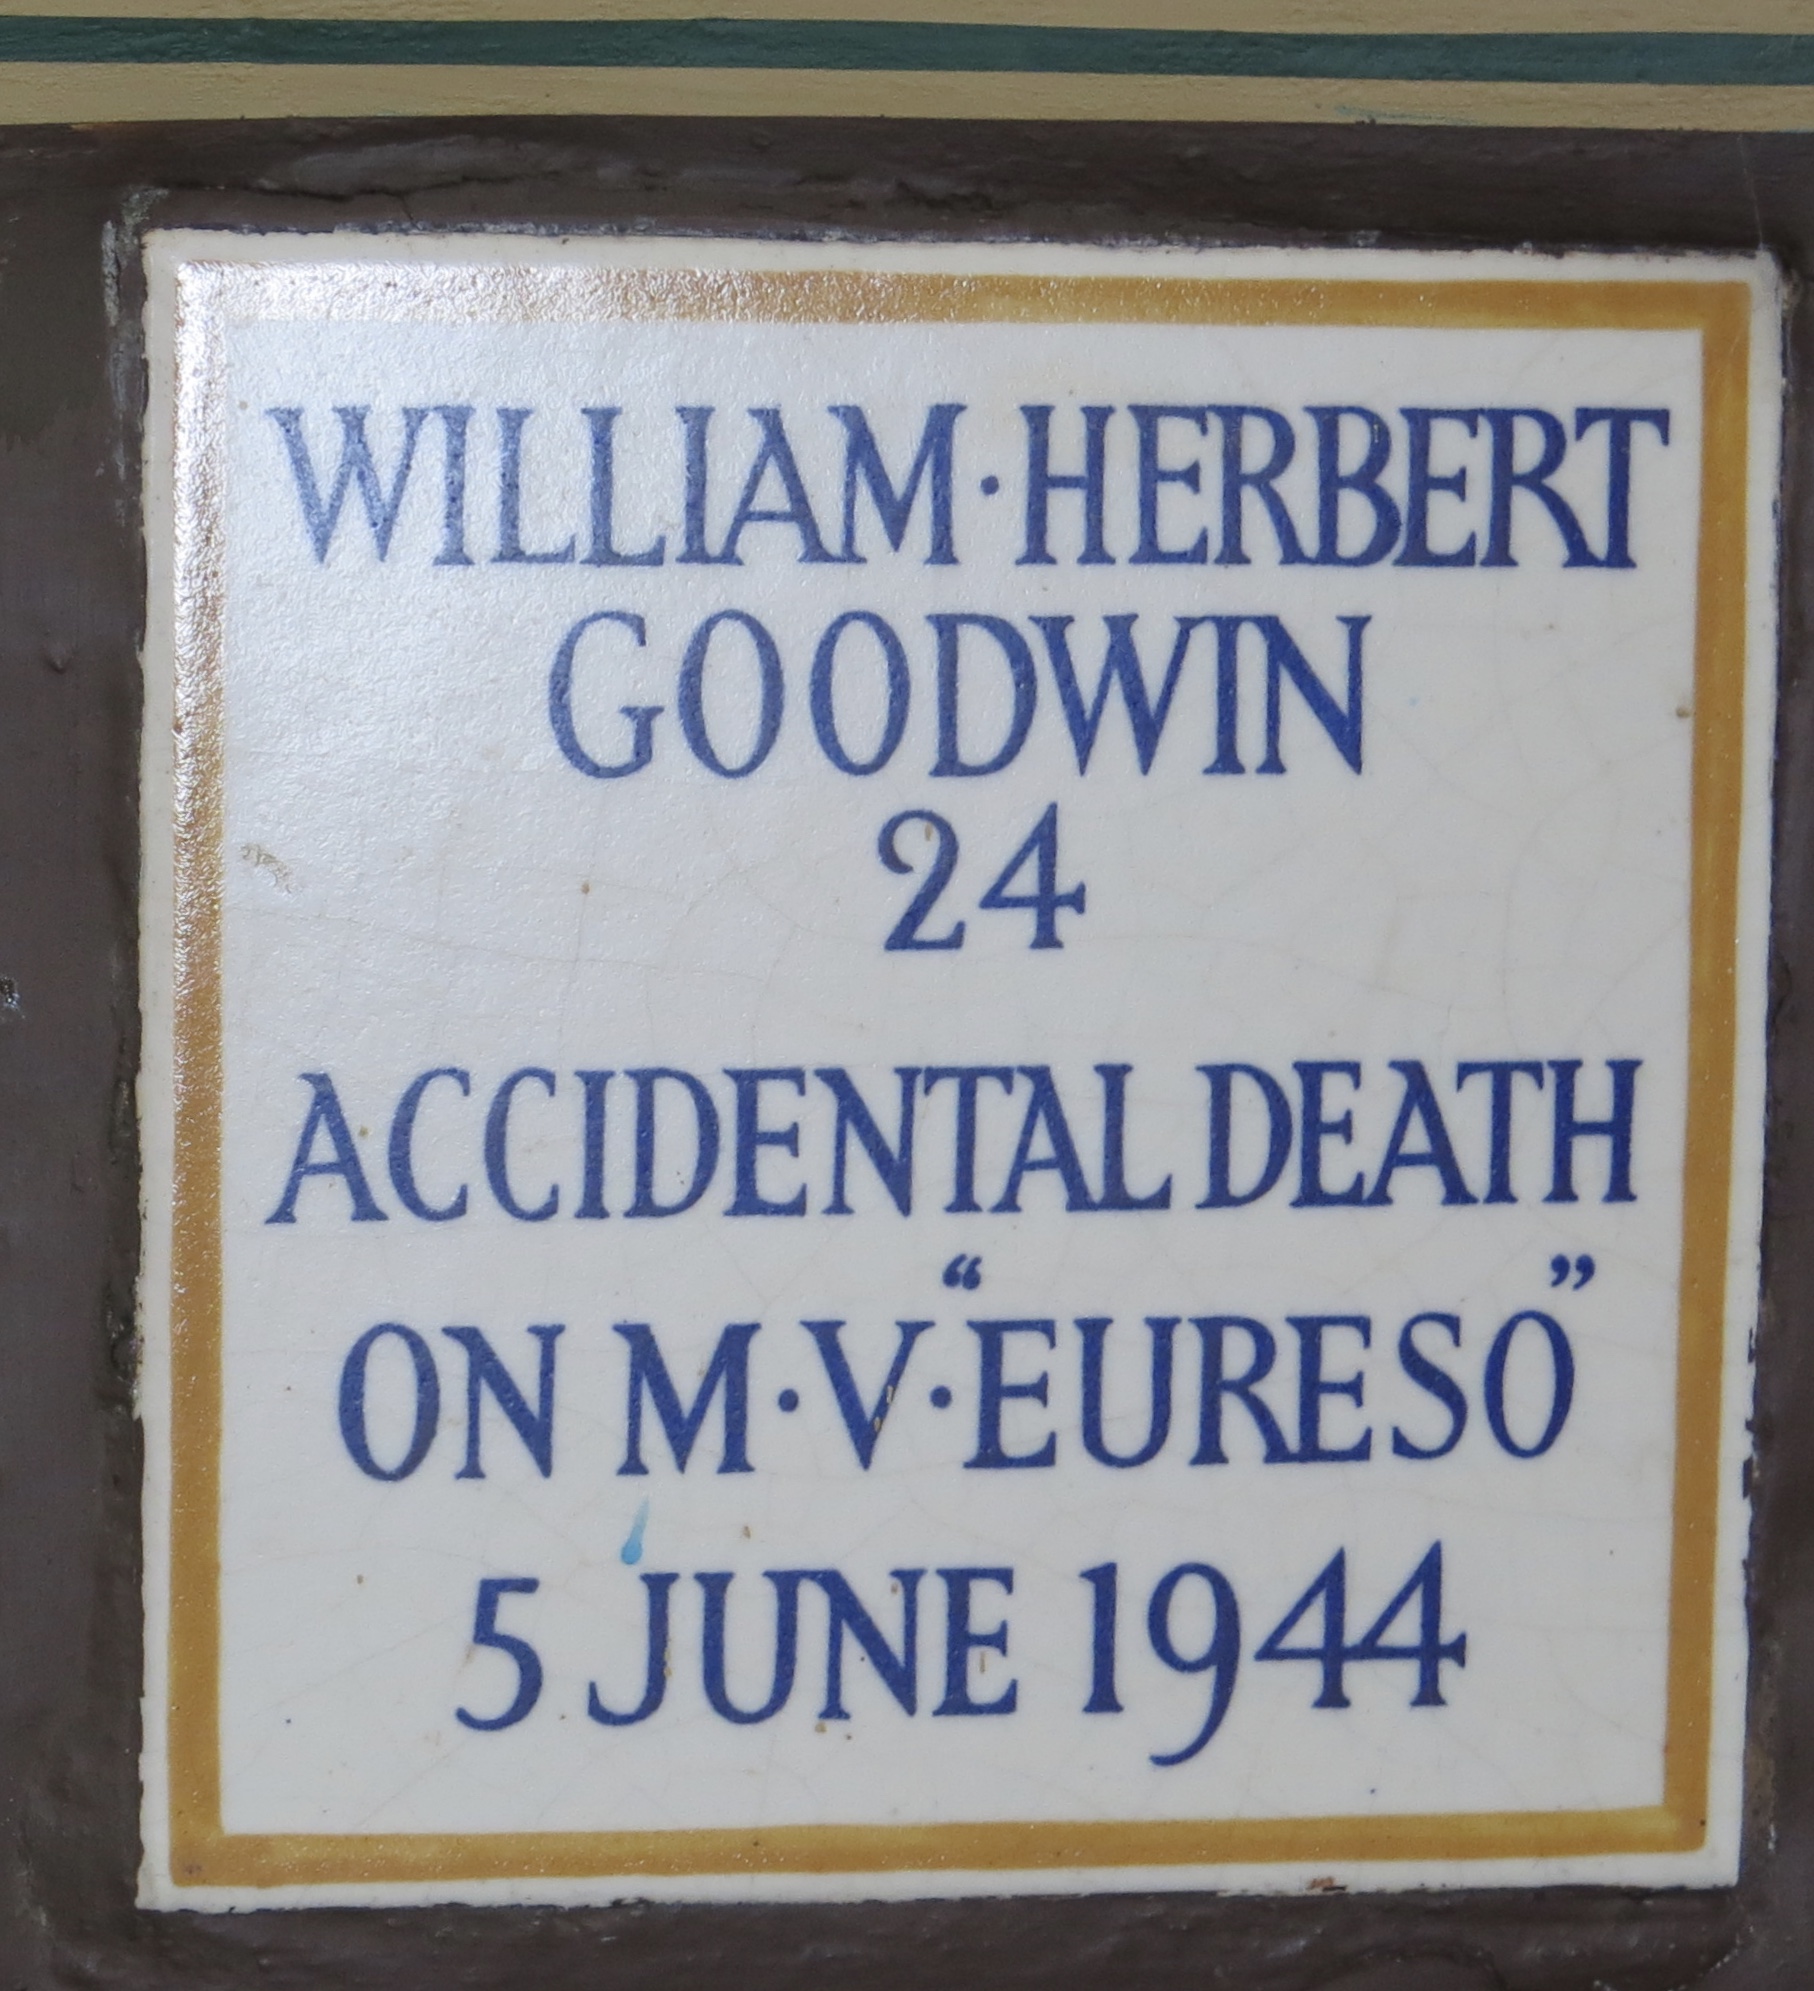 WILLIAM·HERBERT
GOODWIN
24
ACCIDENTAL DEATH
ON M·V·“EURESO”
5 JUNE 1944